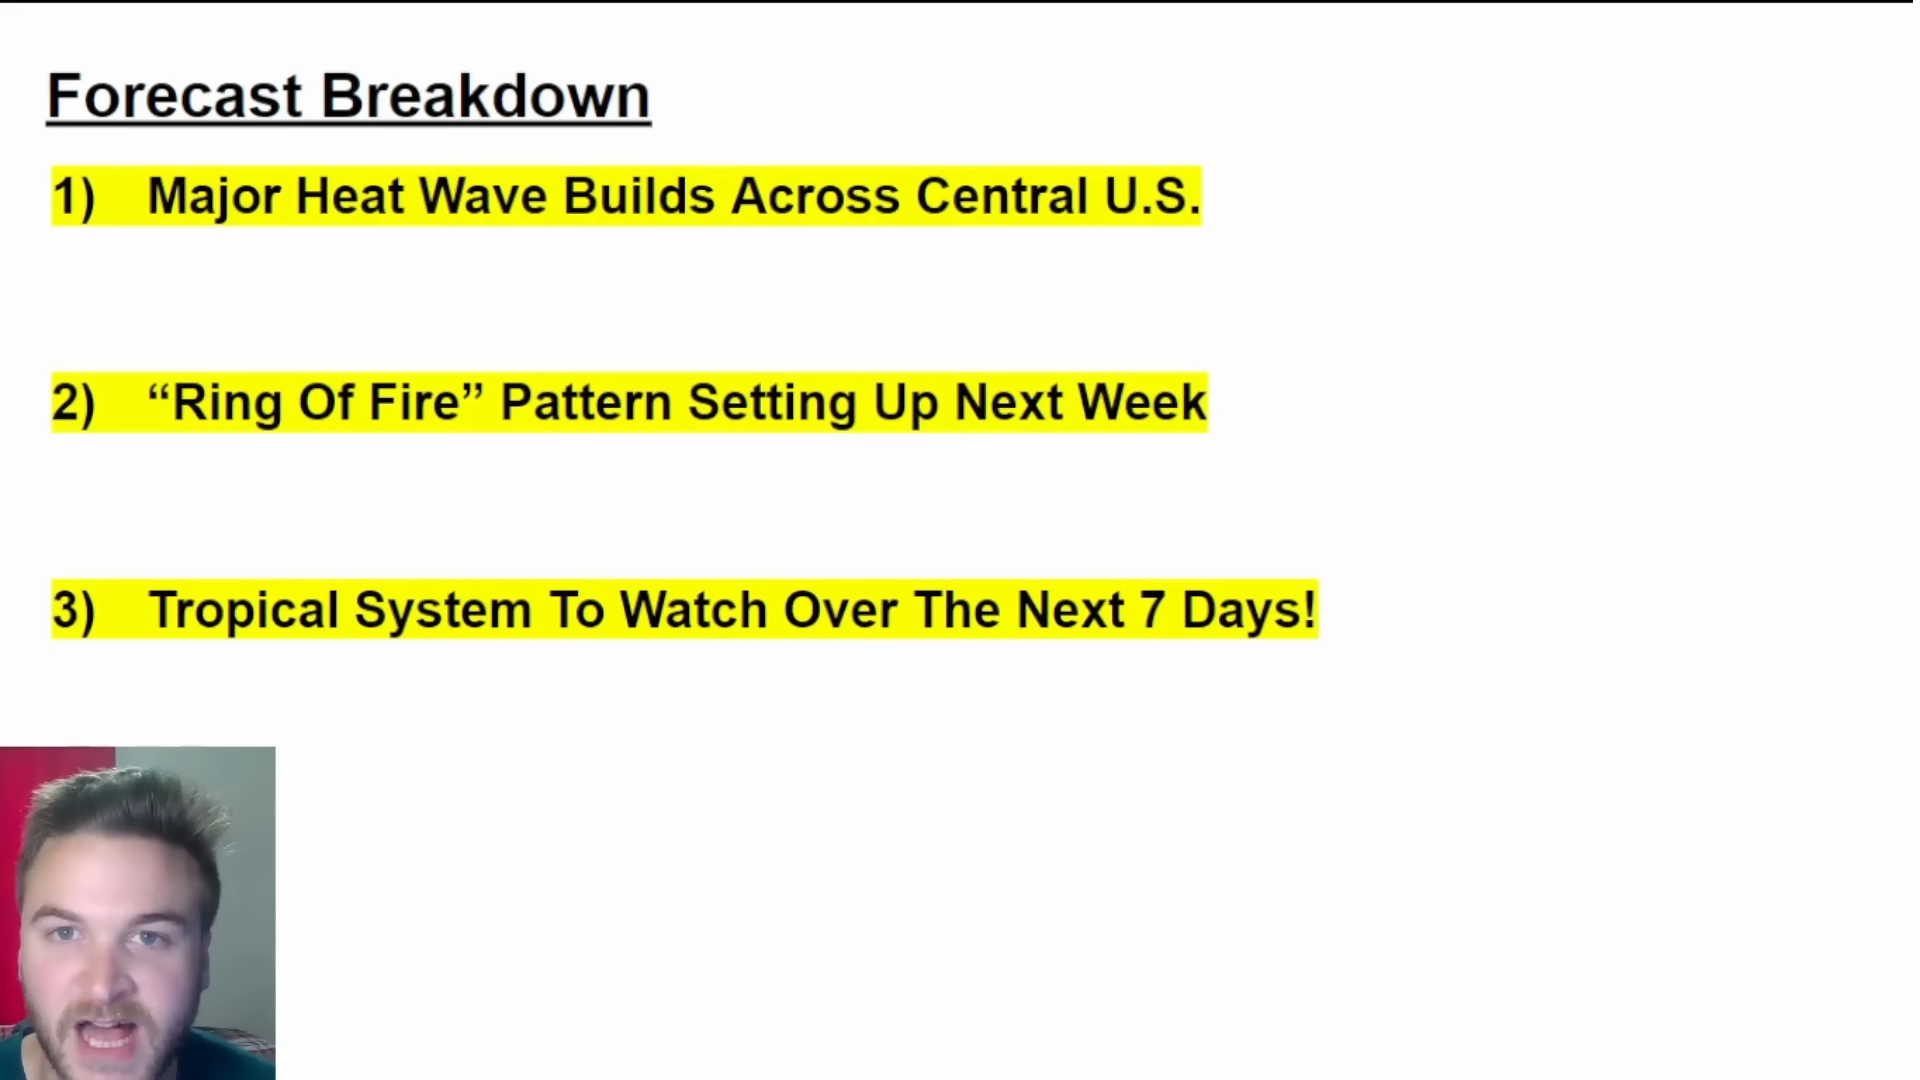 Forecast Breakdown
1) Major Heat Wave Builds Across Central U.S.
2) “Ring Of Fire” Pattern Setting Up Next Week
3) Tropical System To Watch Over The Next 7 Days!